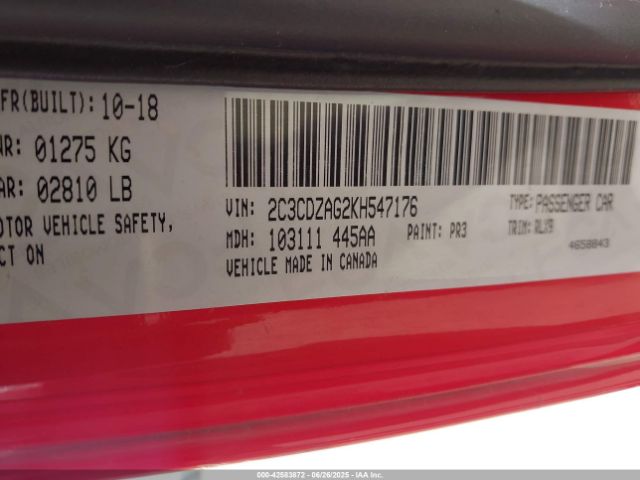 FR(BUILT): 10-18
WR: 01275 KG
AR: 02810 LB
OTOR VEHICLE SAFETY,
CT ON
VIN: 2C3CDZAG2KH547176
TYPE: PASSENGER CAR
MDH: 103111 445AA
PAINT: PR3
TRIM: RLX9
VEHICLE MADE IN CANADA
4658843
000-42583872 - 06/26/2025 - IAA Inc.